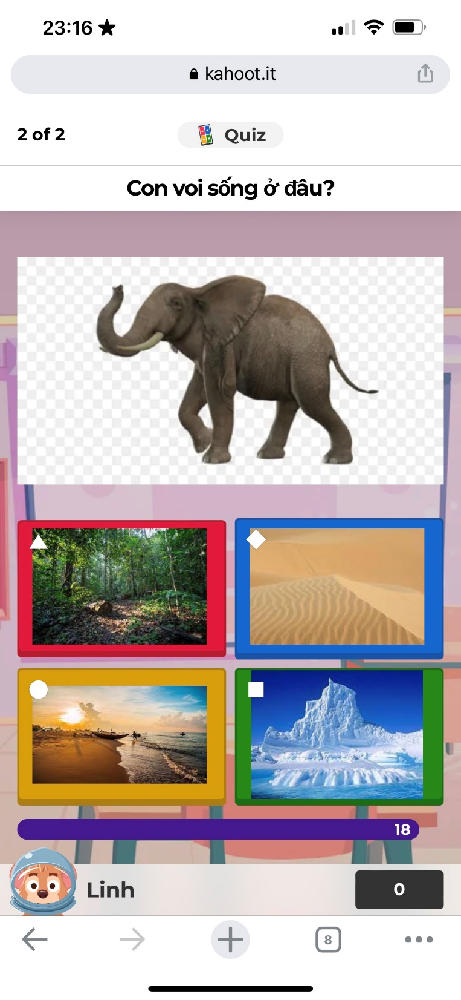 23:16
kahoot.it
2 of 2
Quiz
Con voi sống ở đâu?
18
Linh
0
8